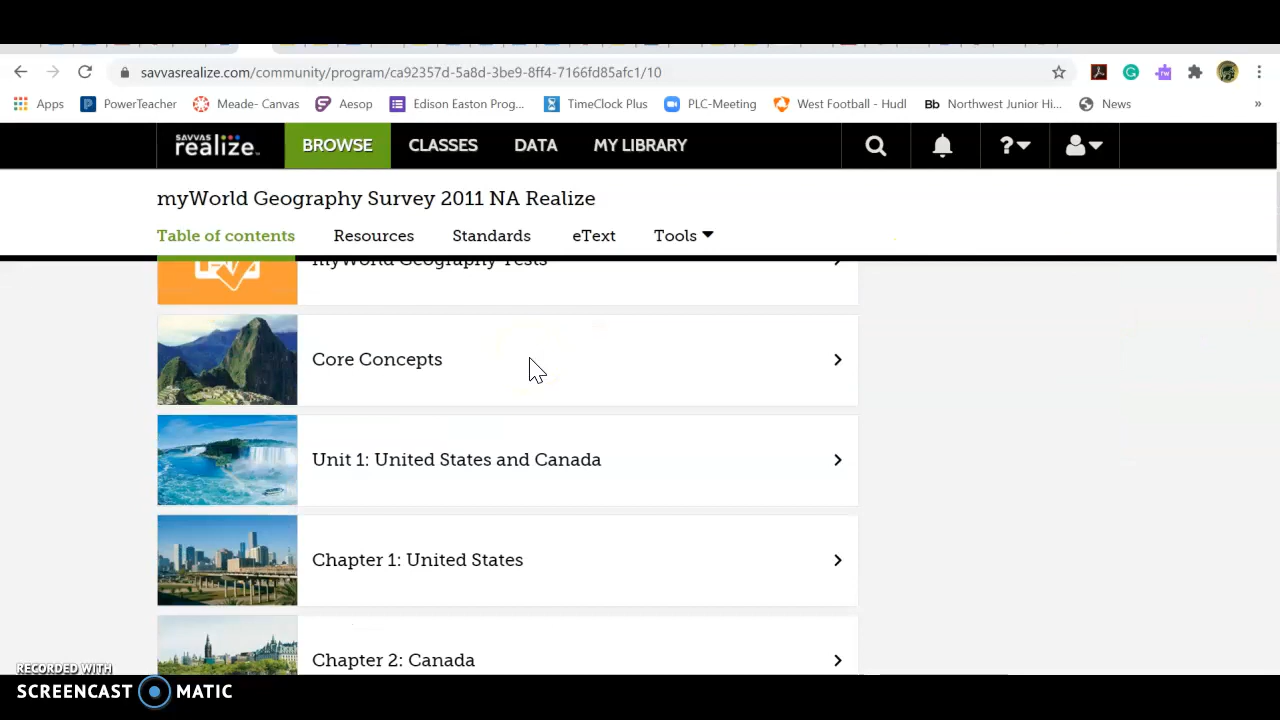 savvasrealize.com/community/program/ca92357d-5a8d-3be9-8ff4-7166fd85afc1/10
Apps PowerTeacher Meade- Canvas Aesop Edison Easton Prog... TimeClock Plus PLC-Meeting West Football - Hudl Bb Northwest Junior Hi... News »
SAVVAS realize™ BROWSE CLASSES DATA MY LIBRARY ?
myWorld Geography Survey 2011 NA Realize
Table of contents Resources Standards eText Tools
myWorld Geography Tests
Core Concepts
Unit 1: United States and Canada
Chapter 1: United States
Chapter 2: Canada
RECORDED WITH
SCREENCAST MATIC